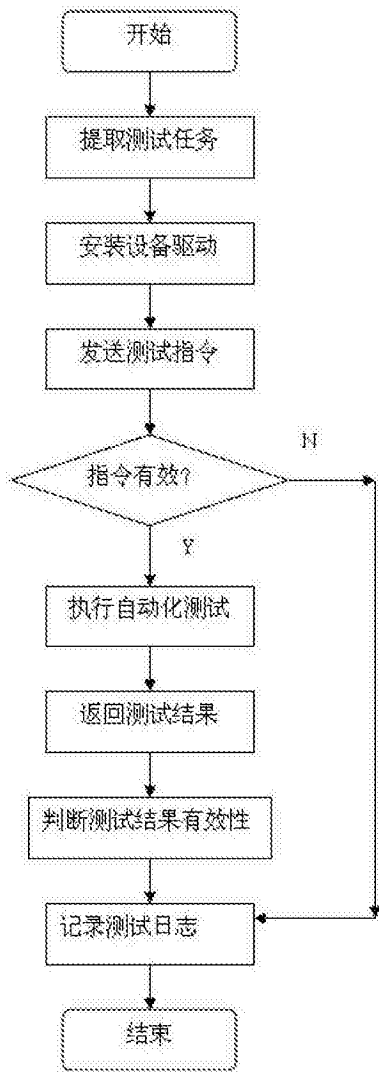 开始
提取测试任务
安装设备驱动
发送测试指令
N
指令有效?
Y
执行自动化测试
返回测试结果
判断测试结果有效性
记录测试日志
结束